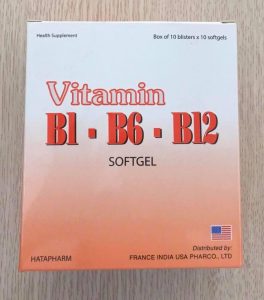 Health Supplement
Box of 10 blisters x 10 softgels
Vitamin
B1 - B6 - B12
SOFTGEL
Distributed by:
HATAPHARM
FRANCE INDIA USA PHARCO., LTD